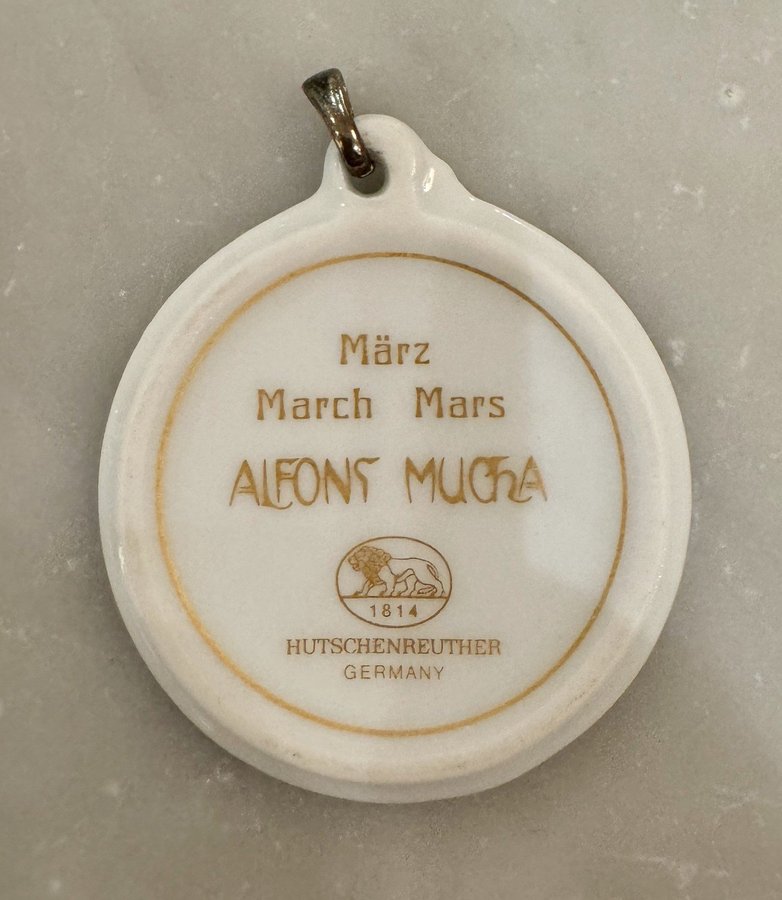 März
March Mars
ALFONS MUCHA
1814
HUTSCHENREUTHER
GERMANY